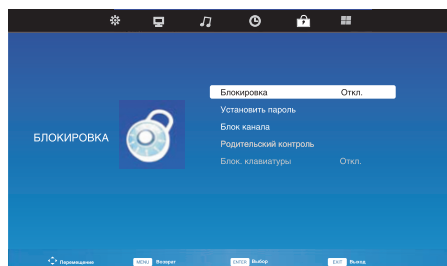 Блокировка Откл.
Установить пароль
Блок канала
Родительский контроль
Блок. клавиатуры Откл.
БЛОКИРОВКА
Перемещение MENU Возврат ENTER Выбор EXIT Выход